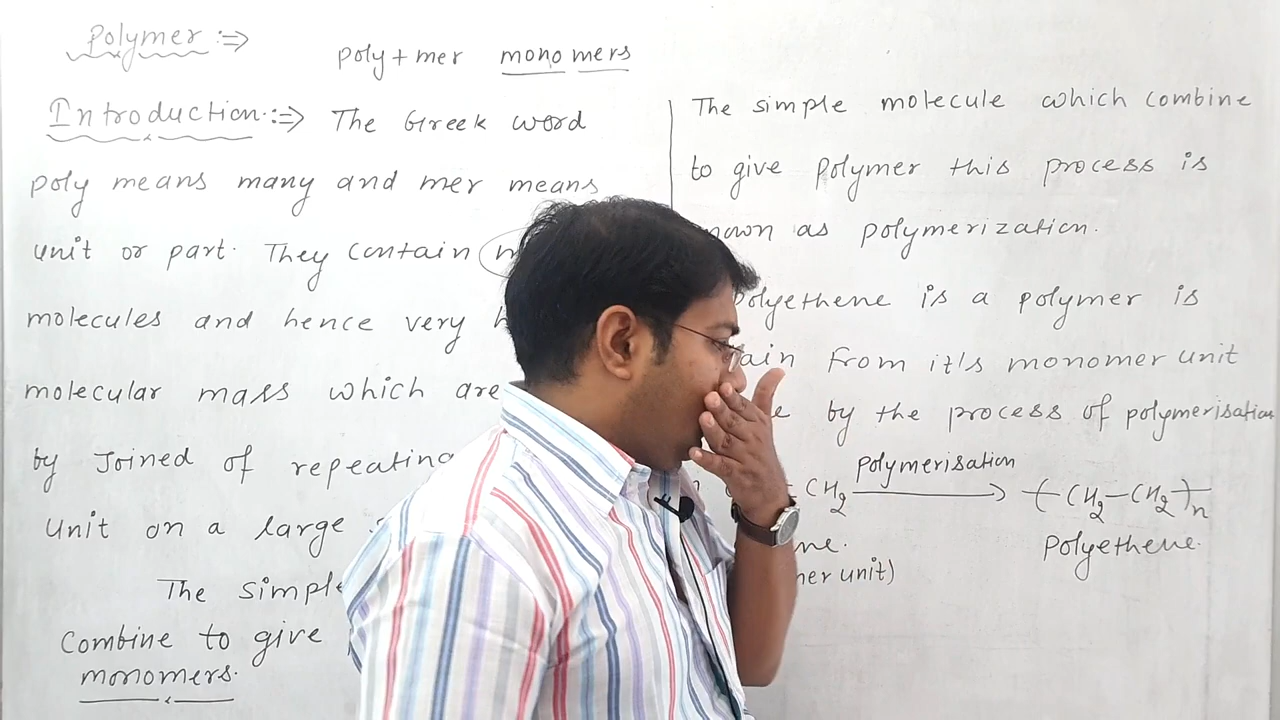 Polymer :⇒
poly + mer monomers
Introduction :⇒ The Greek word
poly means many and mer means
unit or part. They contain
molecules and hence very
molecular mass which are
by Joined of repeating
unit on a large
The simple
Combine to give
monomers.
The simple molecule which combine
to give polymer this process is
as polymerization.
polyethene is a polymer is
from it's monomer unit
by the process of polymerisation
CH2 polymerisation → -(CH2-CH2)-n
Polyethene.
unit)